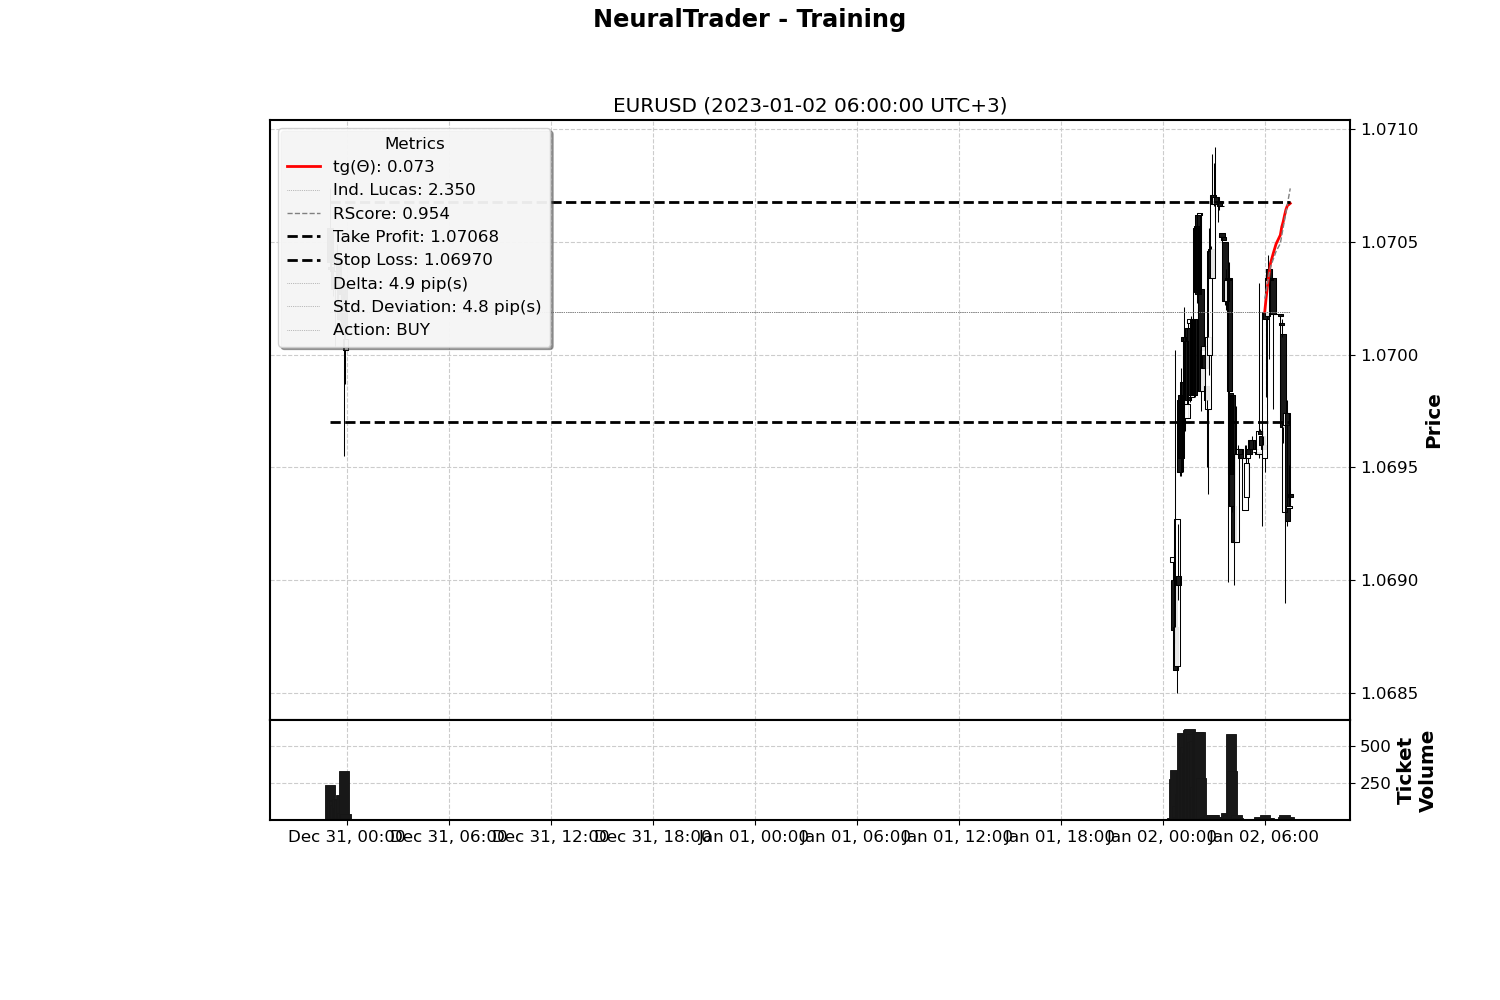 NeuralTrader - Training
EURUSD (2023-01-02 06:00:00 UTC+3)
Metrics
tg(Θ): 0.073
Ind. Lucas: 2.350
RScore: 0.954
Take Profit: 1.07068
Stop Loss: 1.06970
Delta: 4.9 pip(s)
Std. Deviation: 4.8 pip(s)
Action: BUY
1.0710
1.0705
1.0700
1.0695
1.0690
1.0685
Price
500
250
Ticket
Volume
Dec 31, 00:00
Dec 31, 06:00
Dec 31, 12:00
Dec 31, 18:00
Jan 01, 00:00
Jan 01, 06:00
Jan 01, 12:00
Jan 01, 18:00
Jan 02, 00:00
Jan 02, 06:00